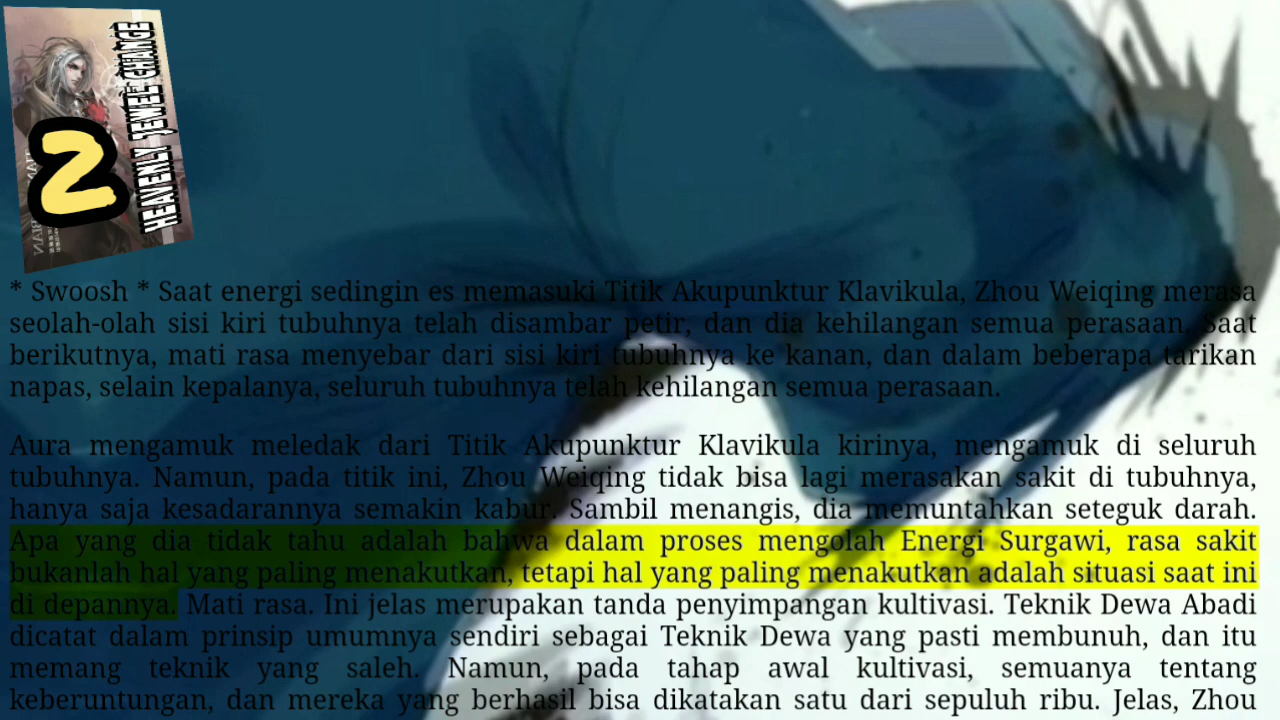 HEAVENLY JEWEL CHANGE
2
* Swoosh * Saat energi sedingin es memasuki Titik Akupunktur Klavikula, Zhou Weiqing merasa
seolah-olah sisi kiri tubuhnya telah disambar petir, dan dia kehilangan semua perasaan. Saat
berikutnya, mati rasa menyebar dari sisi kiri tubuhnya ke kanan, dan dalam beberapa tarikan
napas, selain kepalanya, seluruh tubuhnya telah kehilangan semua perasaan.
Aura mengamuk meledak dari Titik Akupunktur Klavikula kirinya, mengamuk di seluruh
tubuhnya. Namun, pada titik ini, Zhou Weiqing tidak bisa lagi merasakan sakit di tubuhnya,
hanya saja kesadarannya semakin kabur. Sambil menangis, dia memuntahkan seteguk darah.
Apa yang dia tidak tahu adalah bahwa dalam proses mengolah Energi Surgawi, rasa sakit
bukanlah hal yang paling menakutkan, tetapi hal yang paling menakutkan adalah situasi saat ini
di depannya. Mati rasa. Ini jelas merupakan tanda penyimpangan kultivasi. Teknik Dewa Abadi
dicatat dalam prinsip umumnya sendiri sebagai Teknik Dewa yang pasti membunuh, dan itu
memang teknik yang saleh. Namun, pada tahap awal kultivasi, semuanya tentang
keberuntungan, dan mereka yang berhasil bisa dikatakan satu dari sepuluh ribu. Jelas, Zhou